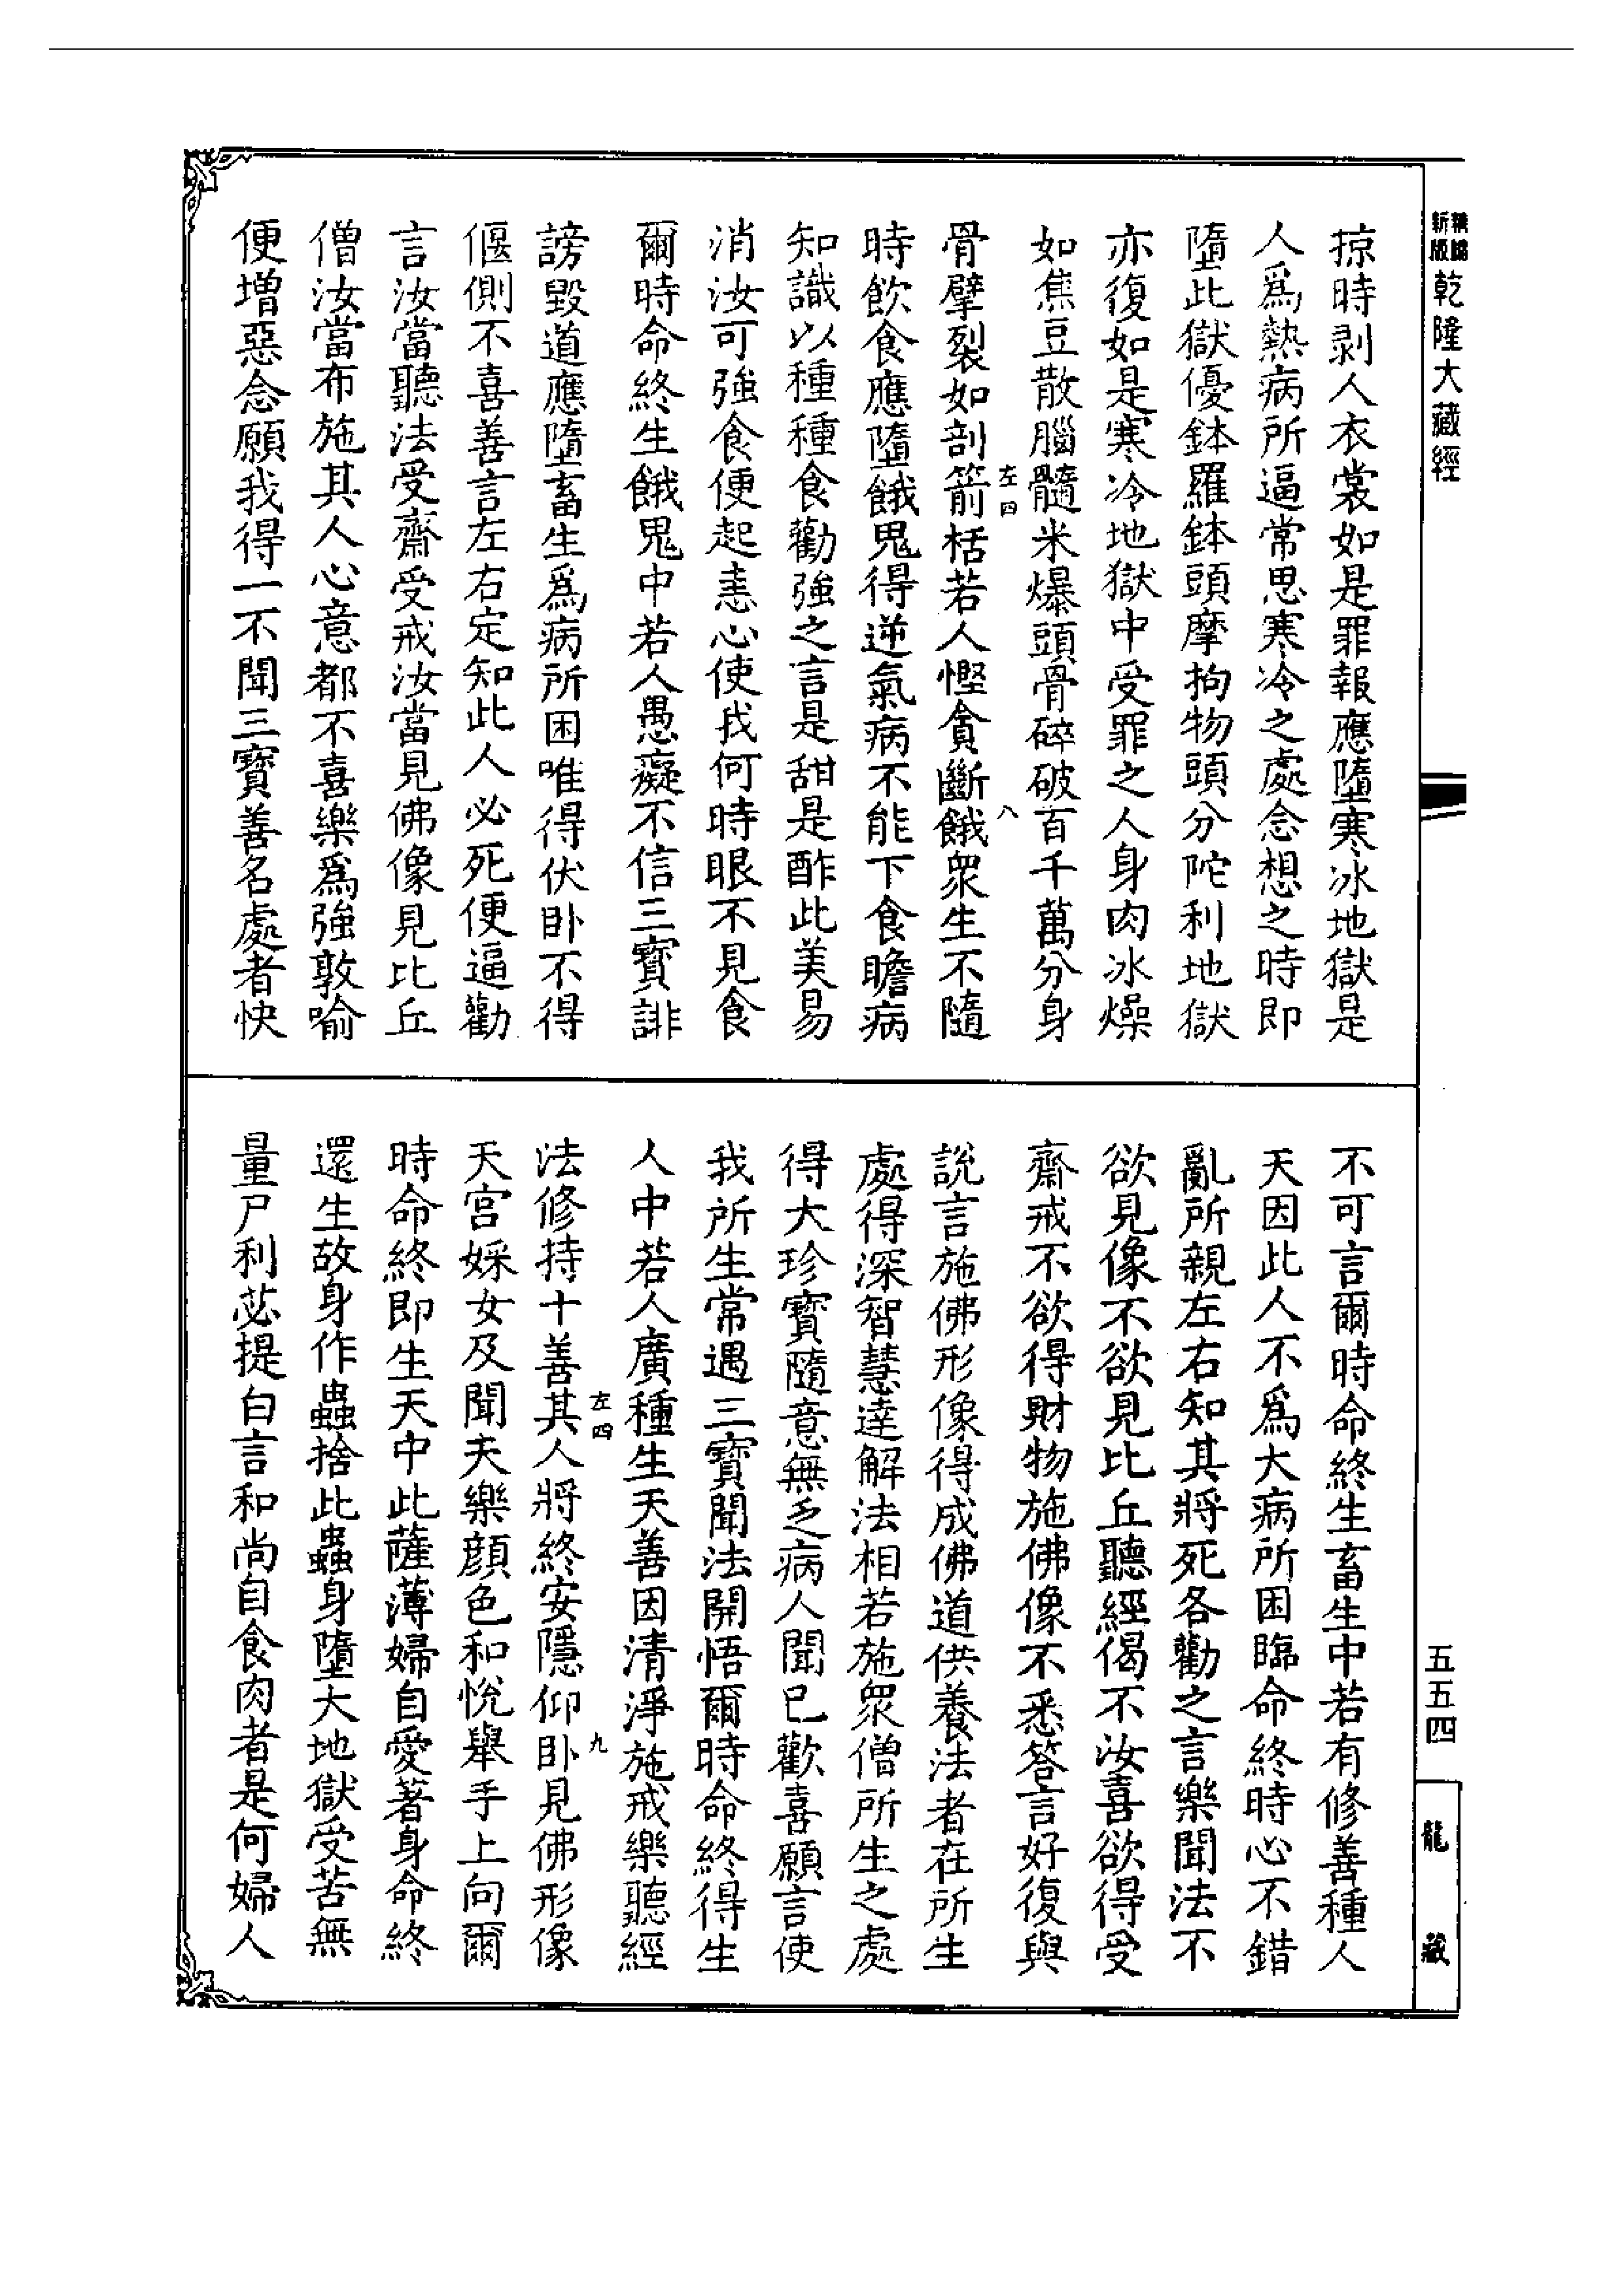 新版
乾隆大藏經
掠時剥人衣裳如是罪報應墮寒冰地獄是
人爲熱病所逼常思寒冷之處念想之時即
墮此獄優鉢羅鉢頭摩拘物頭分陀利地獄
亦復如是寒冷地獄中受罪之人身肉冰燥
如焦豆散腦髓米爆頭骨碎破百千萬分身
左四
八
骨擘裂如剖箭栝若人慳貪斷餓衆生不隨
時飲食應墮餓鬼得逆氣病不能下食瞻病
知識以種種食勸強之言是甜是酢此美易
消汝可強食便起恚心使我何時眼不見食
爾時命終生餓鬼中若人愚癡不信三寶誹
謗毀道應墮畜生爲病所困唯得伏卧不得
偃側不喜善言左右定知此人必死便逼勸
言汝當聽法受齋受戒汝當見佛像見比丘
僧汝當布施其人心意都不喜樂爲強敦喻
便增惡念願我得一不聞三寶善名處者快
不可言爾時命終生畜生中若有修善種人
天因此人不爲大病所困臨命終時心不錯
亂所親左右知其將死各勸之言樂聞法不
欲見像不欲見比丘聽經偈不汝喜欲得受
齋戒不欲得財物施佛像不悉答言好復與
說言施佛形像得成佛道供養法者在所生
處得深智慧達解法相若施衆僧所生之處
得大珍寶隨意無乏病人聞已歡喜願言使
我所生常遇三寶聞法開悟爾時命終得生
人中若人廣種生天善因清淨施戒樂聽經
左四
九
法修持十善其人將終安隱仰卧見佛形像
天宮婇女及聞天樂顔色和悅舉手上向爾
時命終即生天中此薩薄婦自愛著身命終
還生故身作蟲捨此蟲身墮大地獄受苦無
量尸利苾提白言和尚自食肉者是何婦人
五五四
龍藏